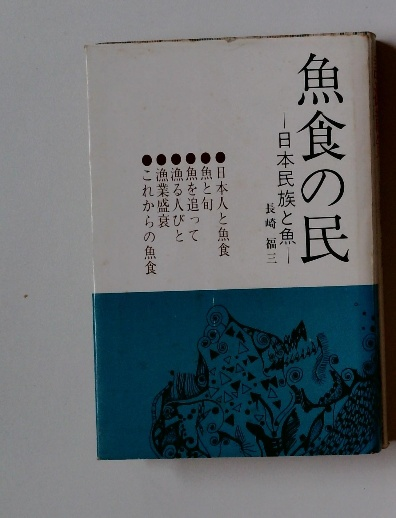 魚食の民
―日本民族と魚―
長崎福三
●日本人と魚食
●魚と旬
●魚を追って
●漁る人びと
●漁業盛衰
●これからの魚食